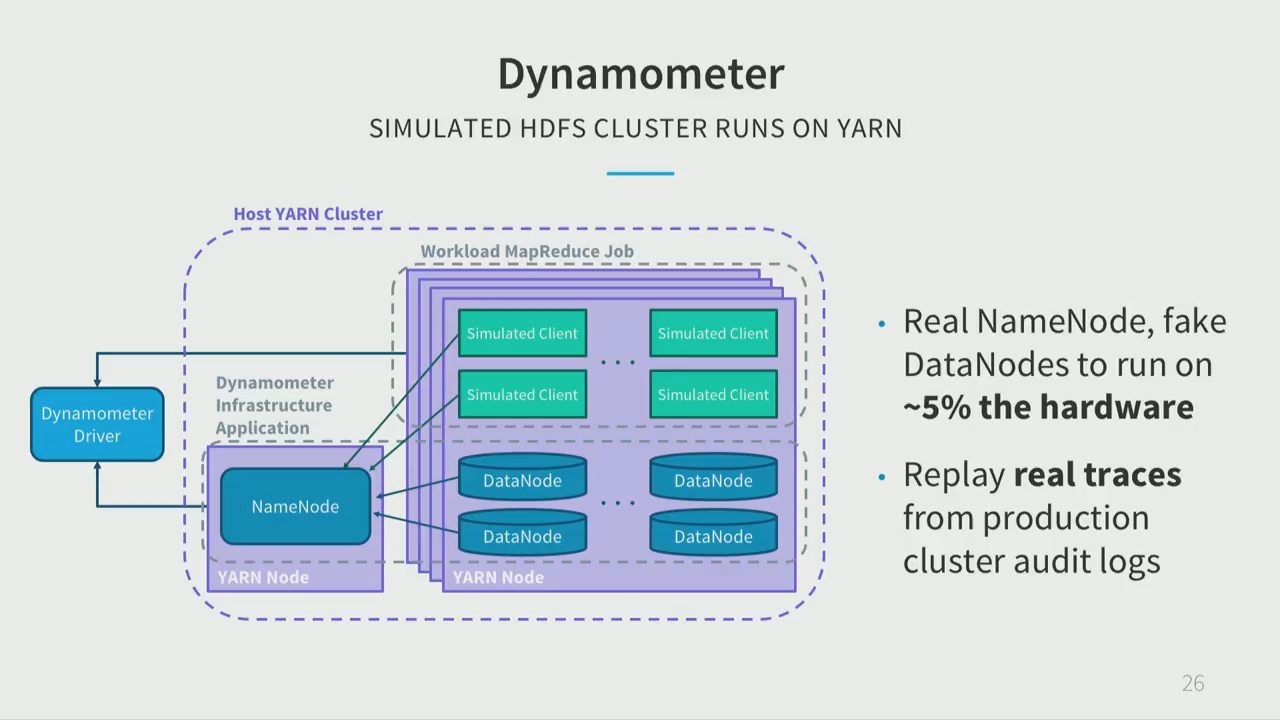 Dynamometer
SIMULATED HDFS CLUSTER RUNS ON YARN
Host YARN Cluster
Workload MapReduce Job
Simulated Client
Simulated Client
. . .
Simulated Client
Simulated Client
Dynamometer
Infrastructure
Application
Dynamometer
Driver
NameNode
YARN Node
DataNode
DataNode
. . .
DataNode
DataNode
YARN Node
• Real NameNode, fake
DataNodes to run on
~5% the hardware
• Replay real traces
from production
cluster audit logs
26